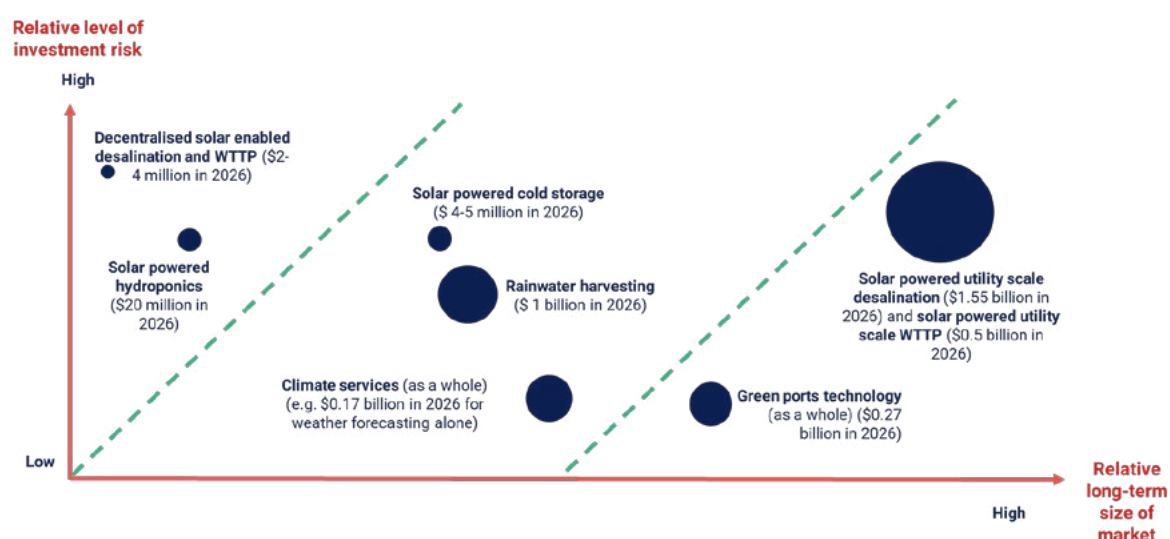 Relative level of
investment risk
High
Decentralised solar enabled
desalination and WTTP ($2-
4 million in 2026)
Solar powered cold storage
($ 4-5 million in 2026)
Solar powered
hydroponics
($20 million in
2026)
Rainwater harvesting
($ 1 billion in 2026)
Solar powered utility scale
desalination ($1.55 billion in
2026) and solar powered utility
scale WTTP ($0.5 billion in
2026)
Climate services (as a whole)
(e.g. $0.17 billion in 2026 for
weather forecasting alone)
Green ports technology
(as a whole) ($0.27
billion in 2026)
Low
High
Relative
long-term
size of
market